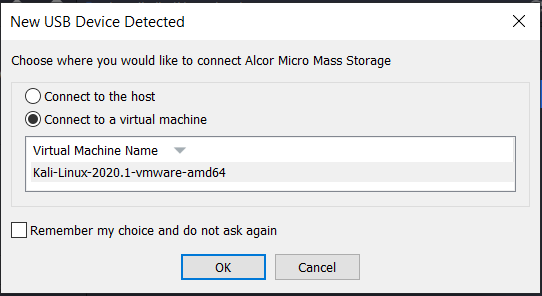 New USB Device Detected
Choose where you would like to connect Alcor Micro Mass Storage
Connect to the host
Connect to a virtual machine
Virtual Machine Name
Kali-Linux-2020.1-vmware-amd64
Remember my choice and do not ask again
OK Cancel